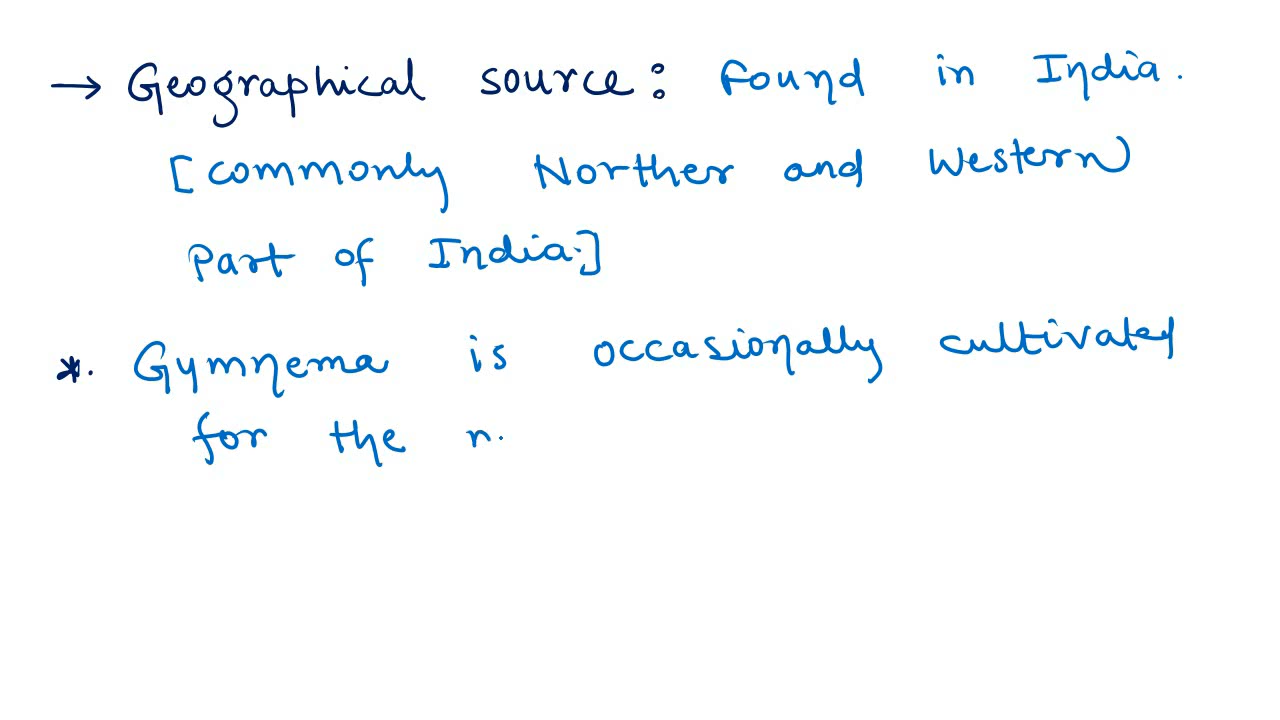 → Geographical source: Found in India.
[commonly Norther and Western
Part of India.]
*. Gymnema is occasionally cultivated
for the n.